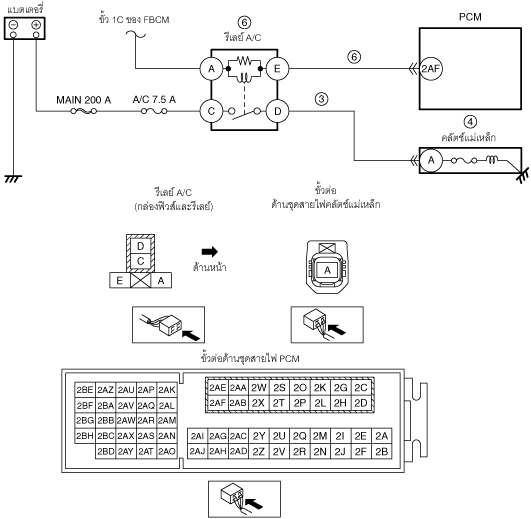 แบตเตอรี่
ขั้ว 1C ของ FBCM
⑥
รีเลย์ A/C
PCM
A
E
⑥
2AF
MAIN 200 A
A/C 7.5 A
C
D
③
④
คลัตช์แม่เหล็ก
A
รีเลย์ A/C
(กล่องฟิวส์และรีเลย์)
ขั้วต่อ
ด้านชุดสายไฟคลัตช์แม่เหล็ก
D
C
E A
ด้านหน้า
A
ขั้วต่อด้านชุดสายไฟ PCM
2BE 2AZ 2AU 2AP 2AK
2BF 2BA 2AV 2AQ 2AL
2BG 2BB 2AW 2AR 2AM
2BH 2BC 2AX 2AS 2AN
2BD 2AY 2AT 2AO
2AE 2AA 2W 2S 2O 2K 2G 2C
2AF 2AB 2X 2T 2P 2L 2H 2D
2AI 2AG 2AC 2Y 2U 2Q 2M 2I 2E 2A
2AJ 2AH 2AD 2Z 2V 2R 2N 2J 2F 2B